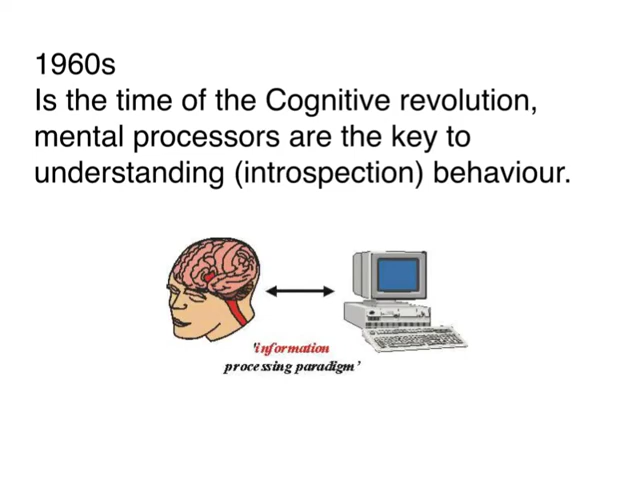 1960s
Is the time of the Cognitive revolution,
mental processors are the key to
understanding (introspection) behaviour.
'information
processing paradigm'